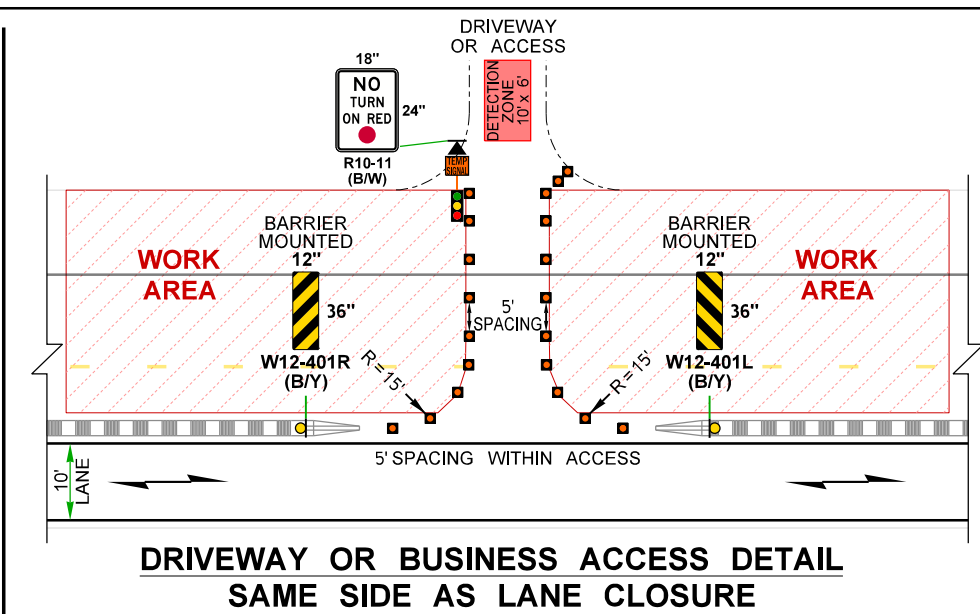 DRIVEWAY
OR ACCESS
18"
NO
TURN
ON RED
24"
R10-11
(B/W)
DETECTION
ZONE
10' x 6'
TEMP
SIGNAL
BARRIER
MOUNTED
12"
36"
WORK
AREA
W12-401R
(B/Y)
R=15'
5'
SPACING
BARRIER
MOUNTED
12"
36"
WORK
AREA
W12-401L
(B/Y)
R=15'
5' SPACING WITHIN ACCESS
10'
LANE
DRIVEWAY OR BUSINESS ACCESS DETAIL
SAME SIDE AS LANE CLOSURE